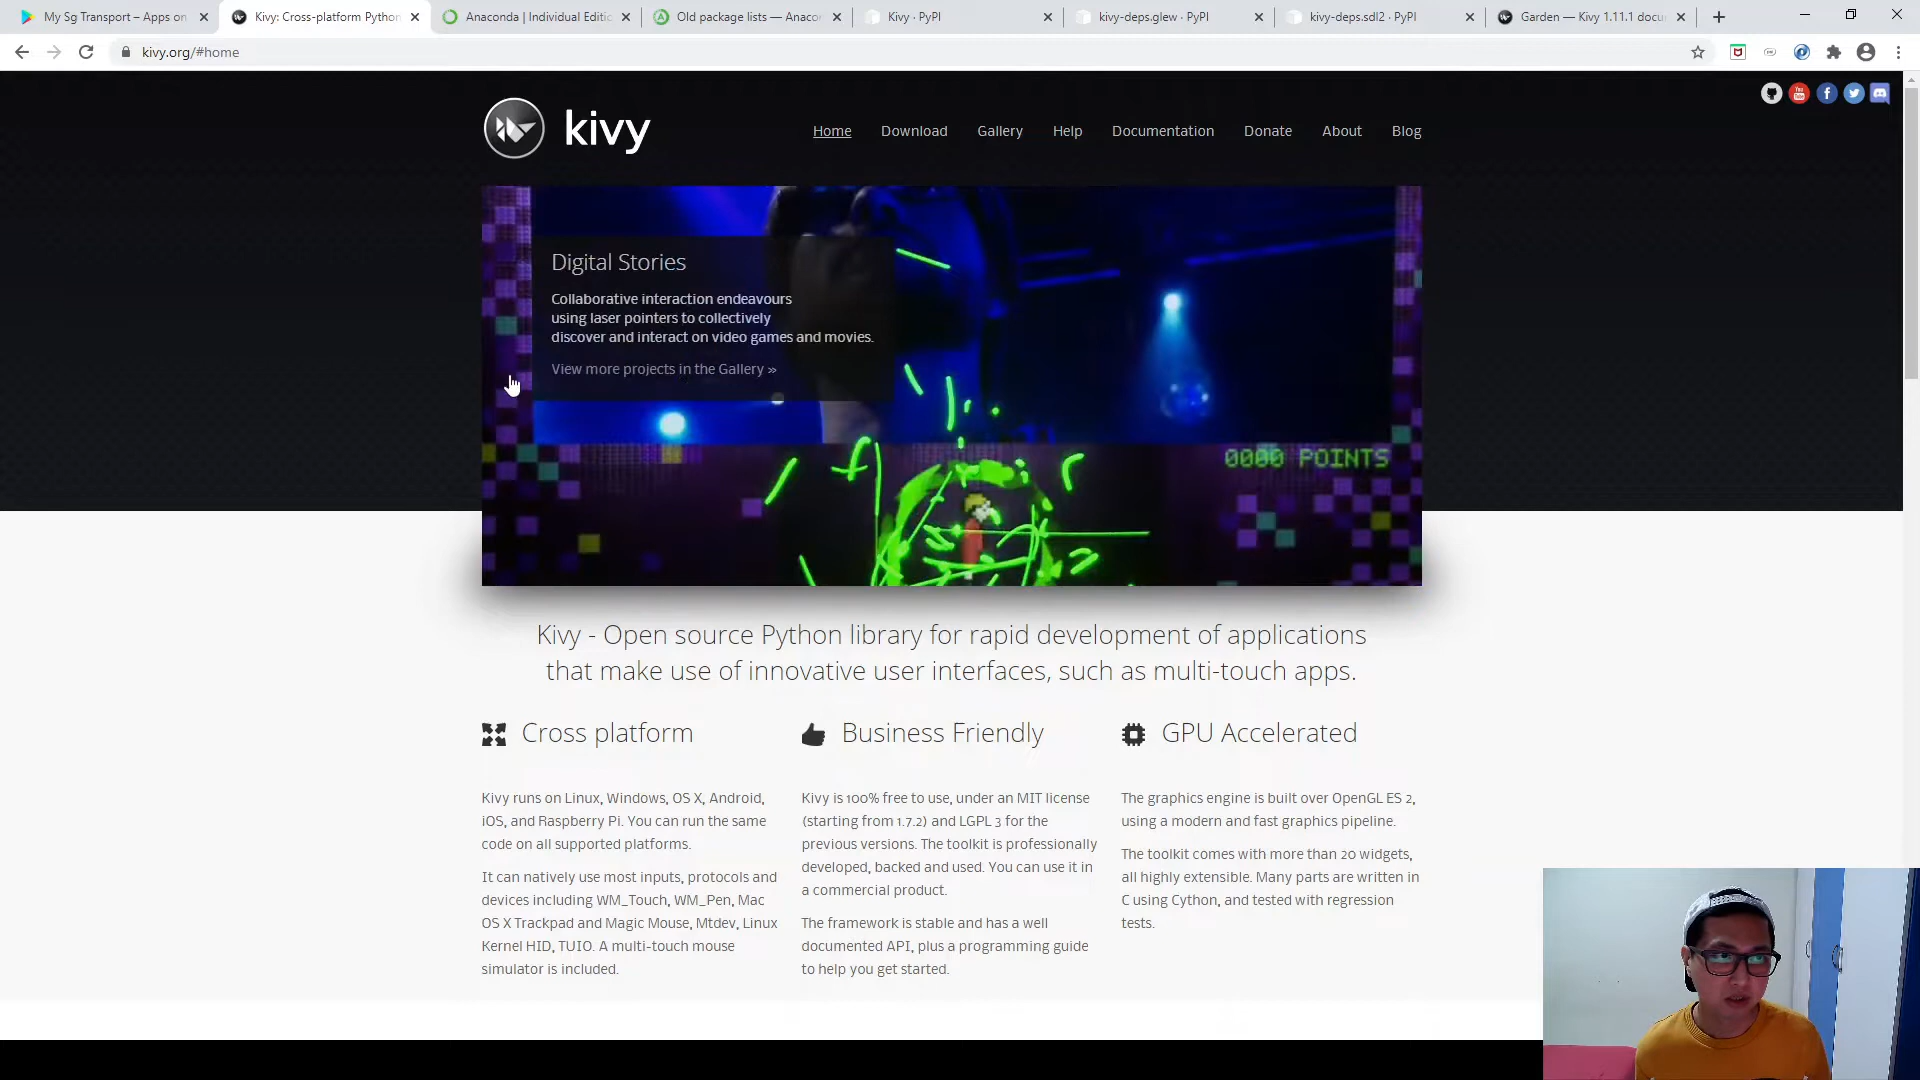 My Sg Transport – Apps on
Kivy: Cross-platform Python
Anaconda | Individual Editio
Old package lists — Anacon
Kivy · PyPI
kivy-deps.glew · PyPI
kivy-deps.sdl2 · PyPI
Garden — Kivy 1.11.1 docu
kivy.org/#home
kivy
Home
Download
Gallery
Help
Documentation
Donate
About
Blog
Digital Stories
Collaborative interaction endeavours
using laser pointers to collectively
discover and interact on video games and movies.
View more projects in the Gallery »
0000 POINTS
Kivy - Open source Python library for rapid development of applications
that make use of innovative user interfaces, such as multi-touch apps.
Cross platform
Kivy runs on Linux, Windows, OS X, Android,
iOS, and Raspberry Pi. You can run the same
code on all supported platforms.
It can natively use most inputs, protocols and
devices including WM_Touch, WM_Pen, Mac
OS X Trackpad and Magic Mouse, Mtdev, Linux
Kernel HID, TUIO. A multi-touch mouse
simulator is included.
Business Friendly
Kivy is 100% free to use, under an MIT license
(starting from 1.7.2) and LGPL 3 for the
previous versions. The toolkit is professionally
developed, backed and used. You can use it in
a commercial product.
The framework is stable and has a well
documented API, plus a programming guide
to help you get started.
GPU Accelerated
The graphics engine is built over OpenGL ES 2,
using a modern and fast graphics pipeline.
The toolkit comes with more than 20 widgets,
all highly extensible. Many parts are written in
C using Cython, and tested with regression
tests.